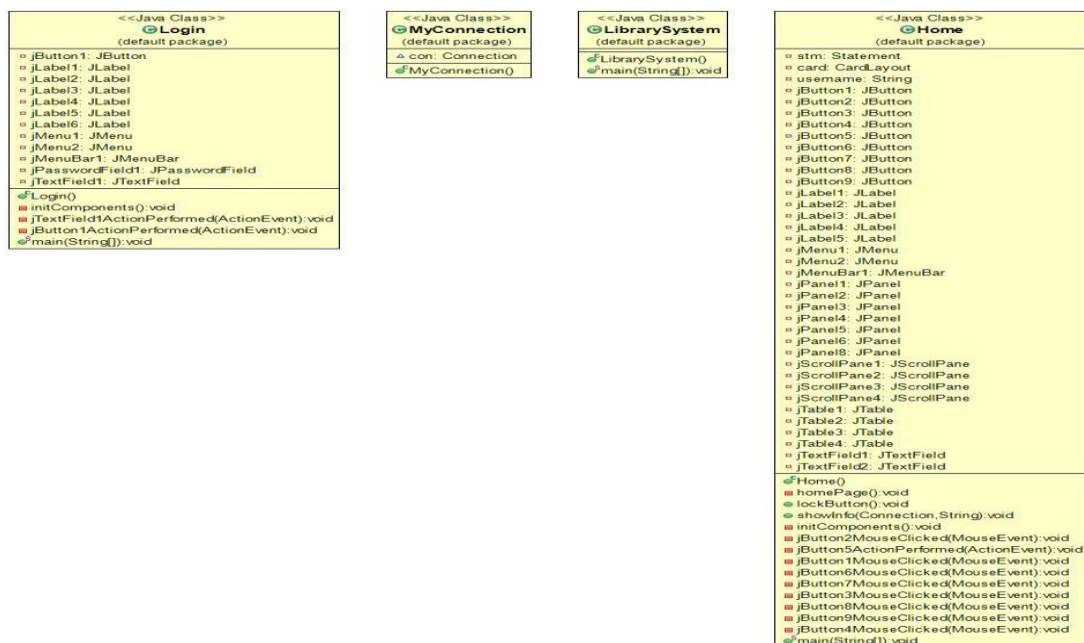 <<Java Class>>
Login
(default package)
jButton1: JButton
jLabel1: JLabel
jLabel2: JLabel
jLabel3: JLabel
jLabel4: JLabel
jLabel5: JLabel
jLabel6: JLabel
jMenu1: JMenu
jMenu2: JMenu
jMenuBar1: JMenuBar
jPasswordField1: JPasswordField
jTextField1: JTextField
Login()
initComponents():void
jTextField1ActionPerformed(ActionEvent):void
jButton1ActionPerformed(ActionEvent):void
main(String[]):void
<<Java Class>>
MyConnection
(default package)
con: Connection
MyConnection()
<<Java Class>>
LibrarySystem
(default package)
LibrarySystem()
main(String[]):void
<<Java Class>>
Home
(default package)
stm: Statement
card: CardLayout
username: String
jButton1: JButton
jButton2: JButton
jButton3: JButton
jButton4: JButton
jButton5: JButton
jButton6: JButton
jButton7: JButton
jButton8: JButton
jButton9: JButton
jLabel1: JLabel
jLabel2: JLabel
jLabel3: JLabel
jLabel4: JLabel
jLabel5: JLabel
jMenu1: JMenu
jMenu2: JMenu
jMenuBar1: JMenuBar
jPanel1: JPanel
jPanel2: JPanel
jPanel3: JPanel
jPanel4: JPanel
jPanel5: JPanel
jPanel6: JPanel
jPanel8: JPanel
jScrollPane1: JScrollPane
jScrollPane2: JScrollPane
jScrollPane3: JScrollPane
jScrollPane4: JScrollPane
jTable1: JTable
jTable2: JTable
jTable3: JTable
jTable4: JTable
jTextField1: JTextField
jTextField2: JTextField
Home()
homePage():void
lockButton():void
showInfo(Connection,String):void
initComponents():void
jButton2MouseClicked(MouseEvent):void
jButton5ActionPerformed(ActionEvent):void
jButton1MouseClicked(MouseEvent):void
jButton6MouseClicked(MouseEvent):void
jButton7MouseClicked(MouseEvent):void
jButton3MouseClicked(MouseEvent):void
jButton8MouseClicked(MouseEvent):void
jButton9MouseClicked(MouseEvent):void
jButton4MouseClicked(MouseEvent):void
main(String[]):void